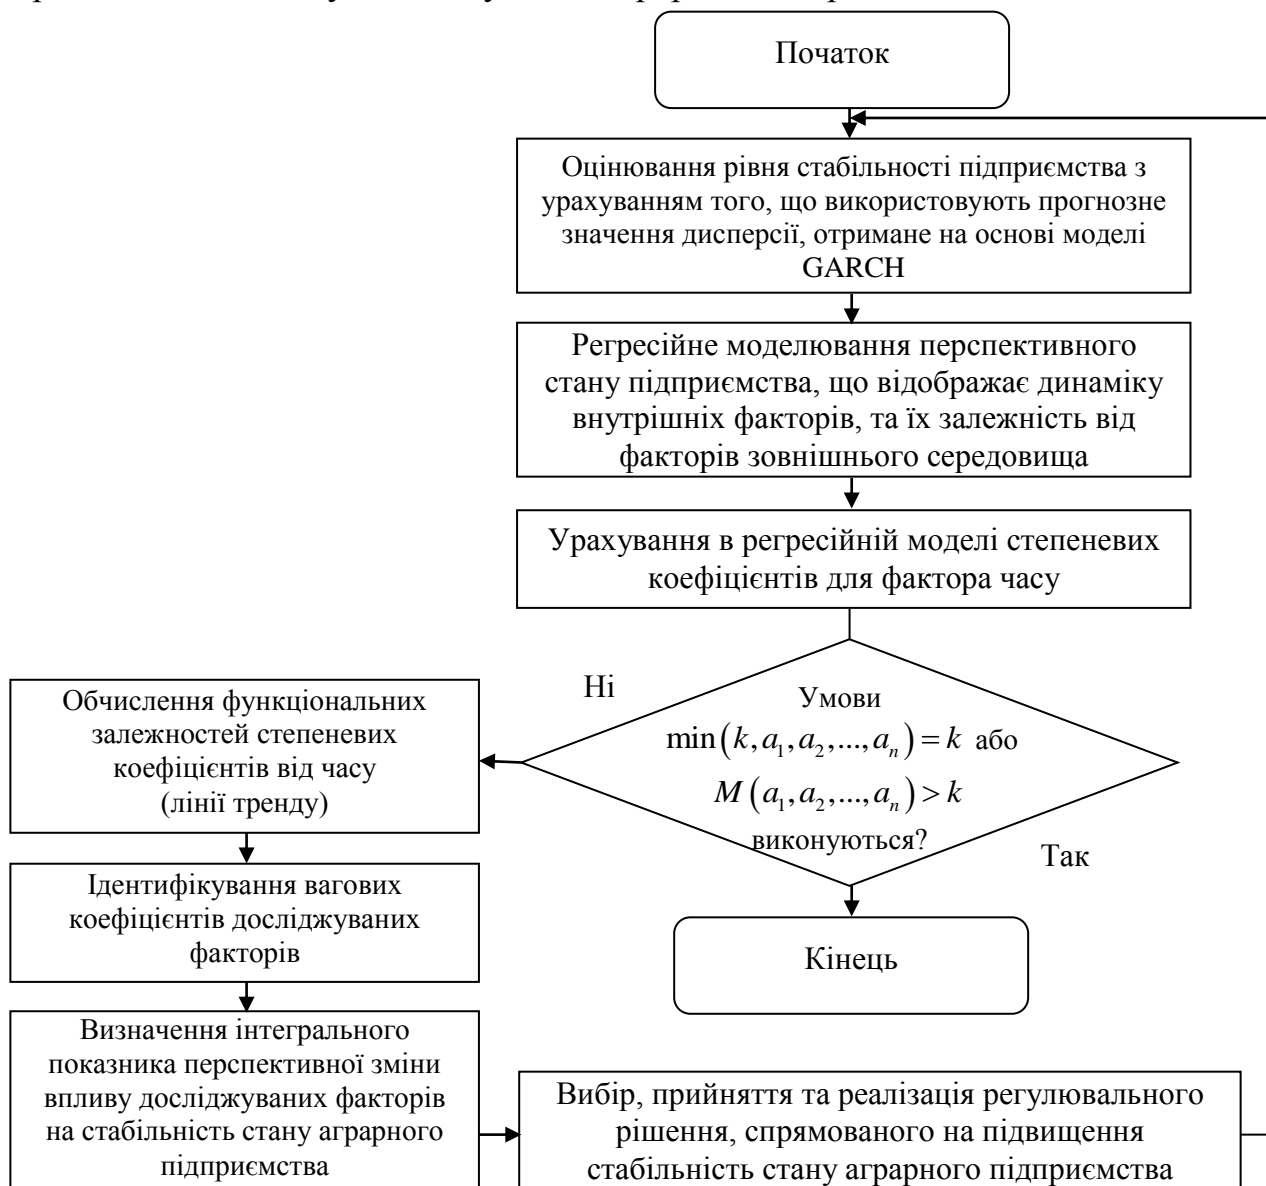 Початок
Оцінювання рівня стабільності підприємства з
урахуванням того, що використовують прогнозне
значення дисперсії, отримане на основі моделі
GARCH
Регресійне моделювання перспективного
стану підприємства, що відображає динаміку
внутрішніх факторів, та їх залежність від
факторів зовнішнього середовища
Урахування в регресійній моделі степеневих
коефіцієнтів для фактора часу
Ні
Умови
min(k,a₁,a₂,...,aₙ) = k або
M(a₁,a₂,...,aₙ) > k
виконуються?
Так
Кінець
Обчислення функціональних
залежностей степеневих
коефіцієнтів від часу
(лінії тренду)
Ідентифікування вагових
коефіцієнтів досліджуваних
факторів
Визначення інтегрального
показника перспективної зміни
впливу досліджуваних факторів
на стабільність стану аграрного
підприємства
Вибір, прийняття та реалізація регулювального
рішення, спрямованого на підвищення
стабільність стану аграрного підприємства